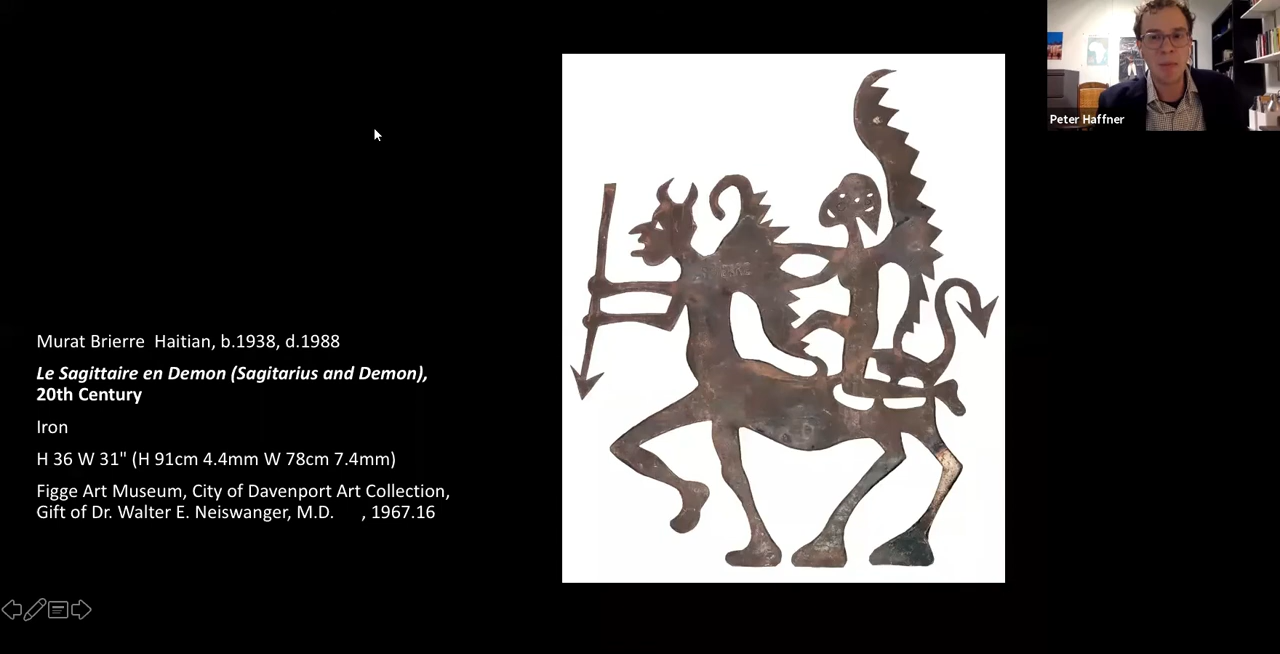 Peter Haffner
Murat Brierre Haitian, b.1938, d.1988
Le Sagittaire en Demon (Sagitarius and Demon),
20th Century
Iron
H 36 W 31" (H 91cm 4.4mm W 78cm 7.4mm)
Figge Art Museum, City of Davenport Art Collection,
Gift of Dr. Walter E. Neiswanger, M.D. , 1967.16